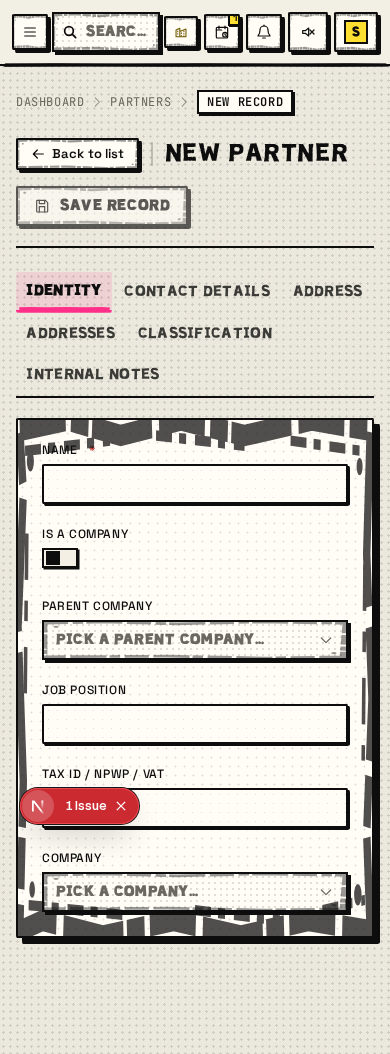 SEARC...
1
S
DASHBOARD > PARTNERS > NEW RECORD
← Back to list | NEW PARTNER
SAVE RECORD
IDENTITY CONTACT DETAILS ADDRESS
ADDRESSES CLASSIFICATION
INTERNAL NOTES
NAME *
IS A COMPANY
PARENT COMPANY
PICK A PARENT COMPANY...
JOB POSITION
TAX ID / NPWP / VAT
N 1 Issue ×
COMPANY
PICK A COMPANY...